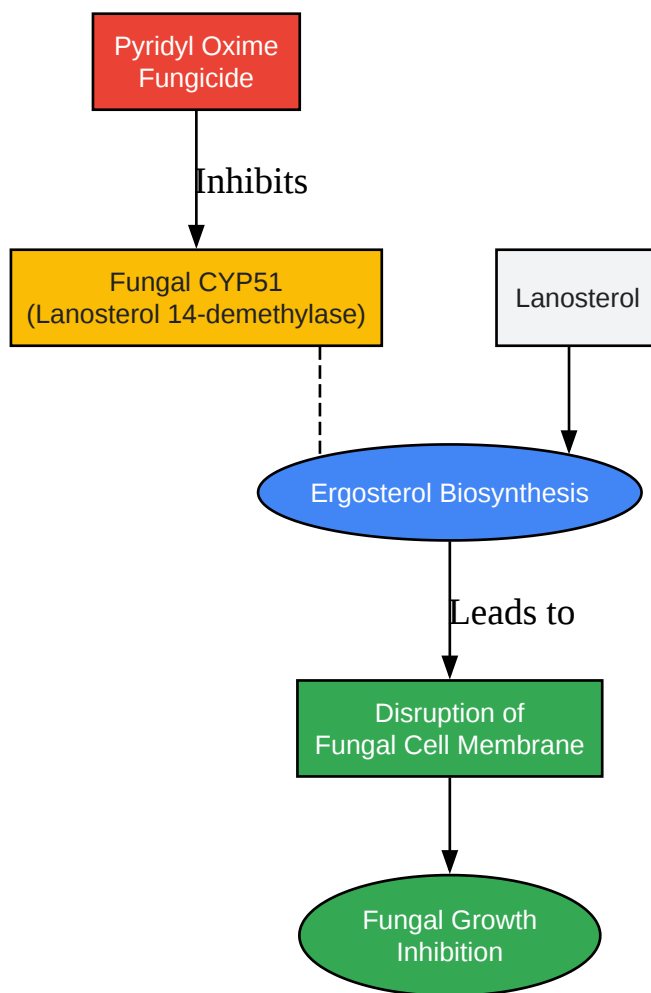 Pyridyl Oxime
Fungicide
Inhibits
Fungal CYP51
(Lanosterol 14-demethylase)
Lanosterol
Ergosterol Biosynthesis
Leads to
Disruption of
Fungal Cell Membrane
Fungal Growth
Inhibition